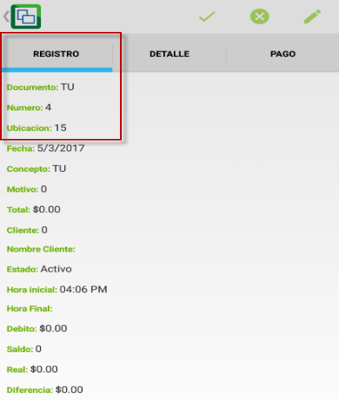 REGISTRO DETALLE PAGO
Documento: TU
Numero: 4
Ubicacion: 15
Fecha: 5/3/2017
Concepto: TU
Motivo: 0
Total: $0.00
Cliente: 0
Nombre Cliente:
Estado: Activo
Hora inicial: 04:06 PM
Hora Final:
Debito: $0.00
Saldo: 0
Real: $0.00
Diferencia: $0.00